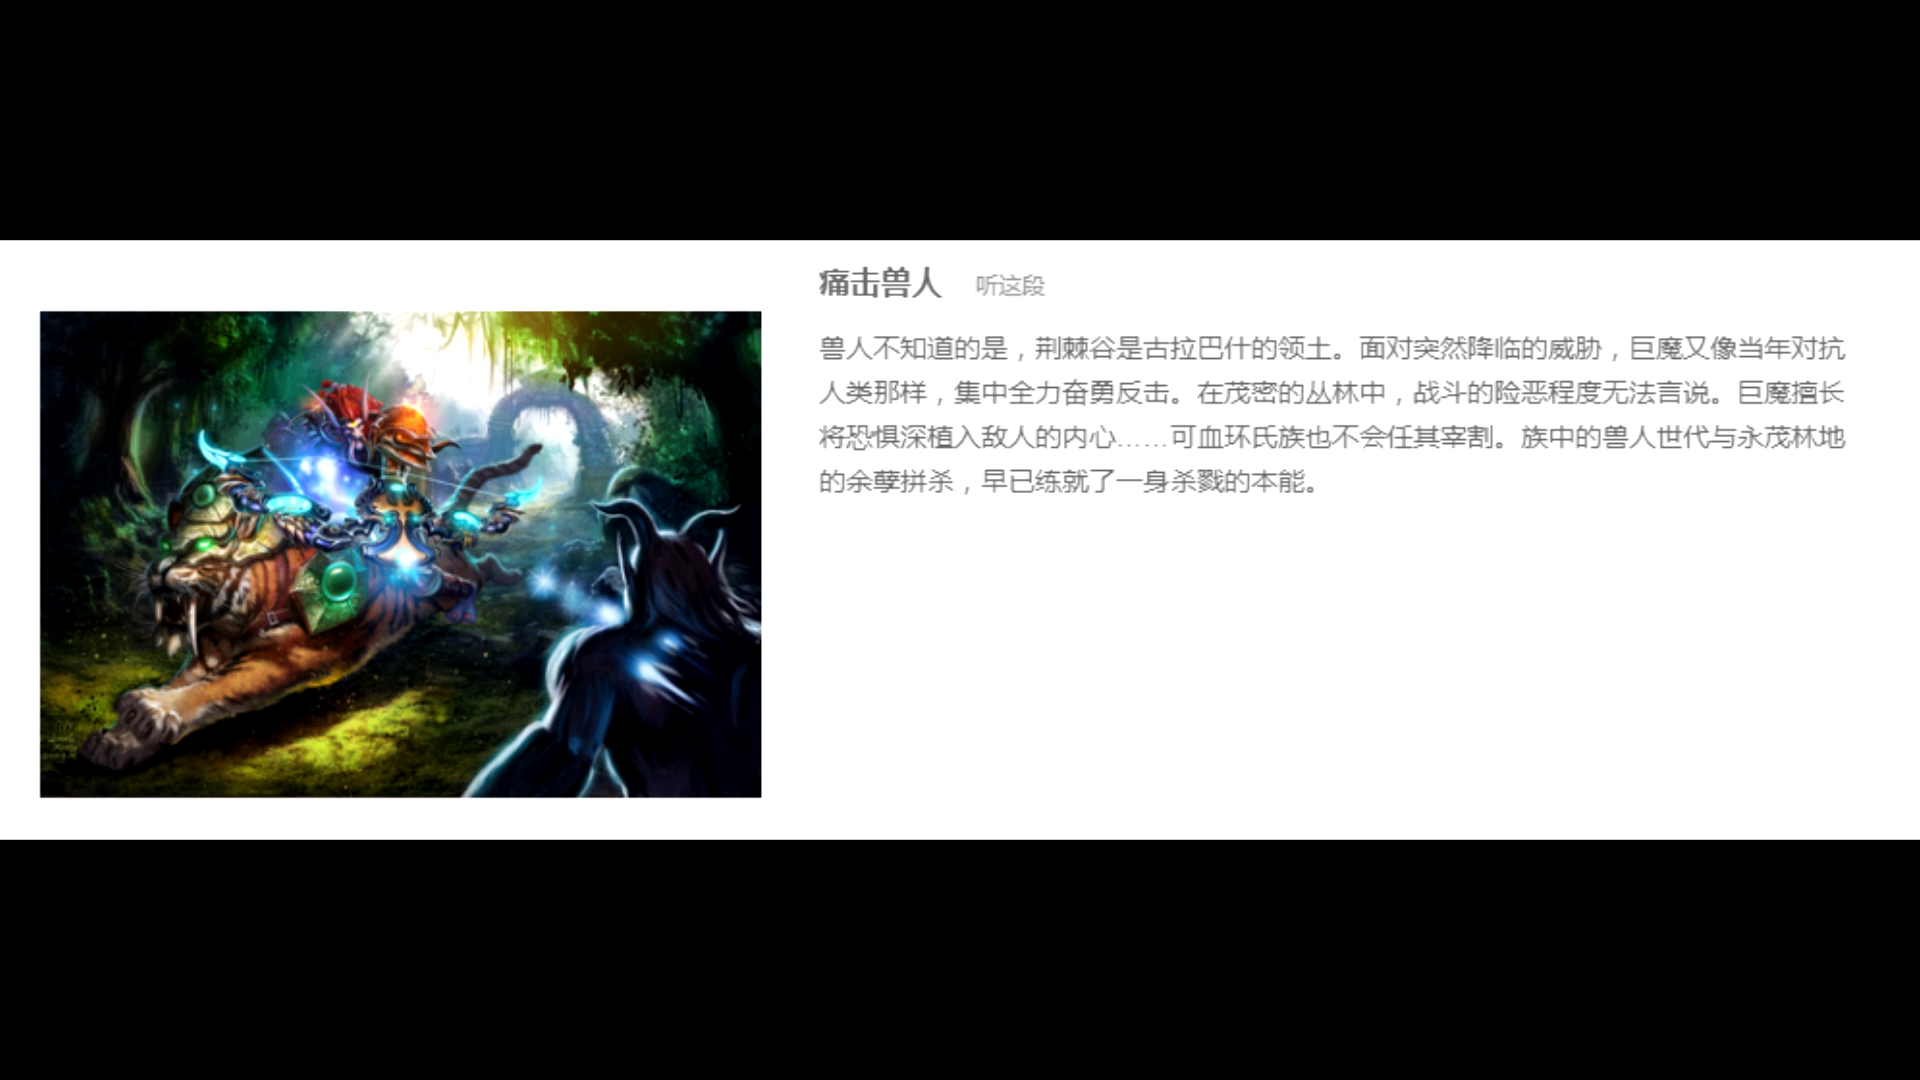 痛击兽人 听这段
兽人不知道的是，荆棘谷是古拉巴什的领土。面对突然降临的威胁，巨魔又像当年对抗
人类那样，集中全力奋勇反击。在茂密的丛林中，战斗的险恶程度无法言说。巨魔擅长
将恐惧深植入敌人的内心……可血环氏族也不会任其宰割。族中的兽人世代与永茂林地
的余孽拼杀，早已练就了一身杀戮的本能。